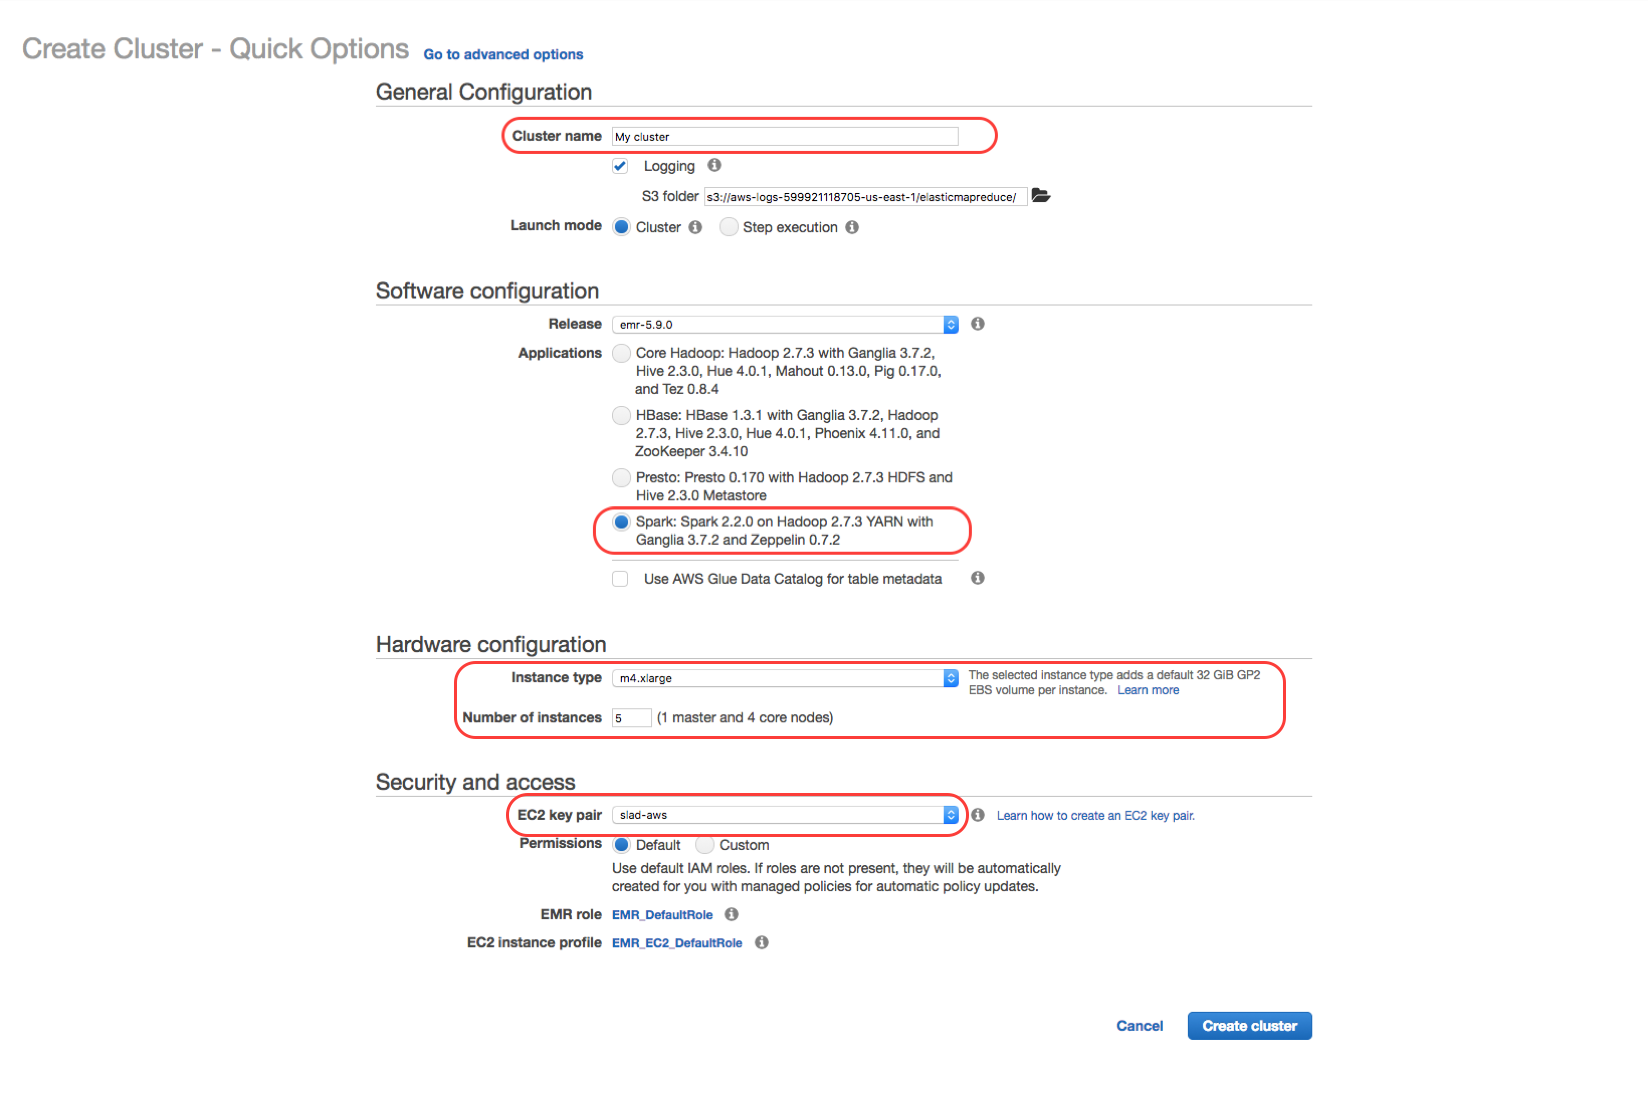 Create Cluster - Quick Options Go to advanced options
General Configuration
Cluster name My cluster
Logging
S3 folder s3://aws-logs-599921118705-us-east-1/elasticmapreduce/
Launch mode Cluster Step execution
Software configuration
Release emr-5.9.0
Applications Core Hadoop: Hadoop 2.7.3 with Ganglia 3.7.2,
Hive 2.3.0, Hue 4.0.1, Mahout 0.13.0, Pig 0.17.0,
and Tez 0.8.4
HBase: HBase 1.3.1 with Ganglia 3.7.2, Hadoop
2.7.3, Hive 2.3.0, Hue 4.0.1, Phoenix 4.11.0, and
ZooKeeper 3.4.10
Presto: Presto 0.170 with Hadoop 2.7.3 HDFS and
Hive 2.3.0 Metastore
Spark: Spark 2.2.0 on Hadoop 2.7.3 YARN with
Ganglia 3.7.2 and Zeppelin 0.7.2
Use AWS Glue Data Catalog for table metadata
Hardware configuration
Instance type m4.xlarge The selected instance type adds a default 32 GiB GP2
EBS volume per instance. Learn more
Number of instances 5 (1 master and 4 core nodes)
Security and access
EC2 key pair slad-aws Learn how to create an EC2 key pair.
Permissions Default Custom
Use default IAM roles. If roles are not present, they will be automatically
created for you with managed policies for automatic policy updates.
EMR role EMR_DefaultRole
EC2 instance profile EMR_EC2_DefaultRole
Cancel Create cluster